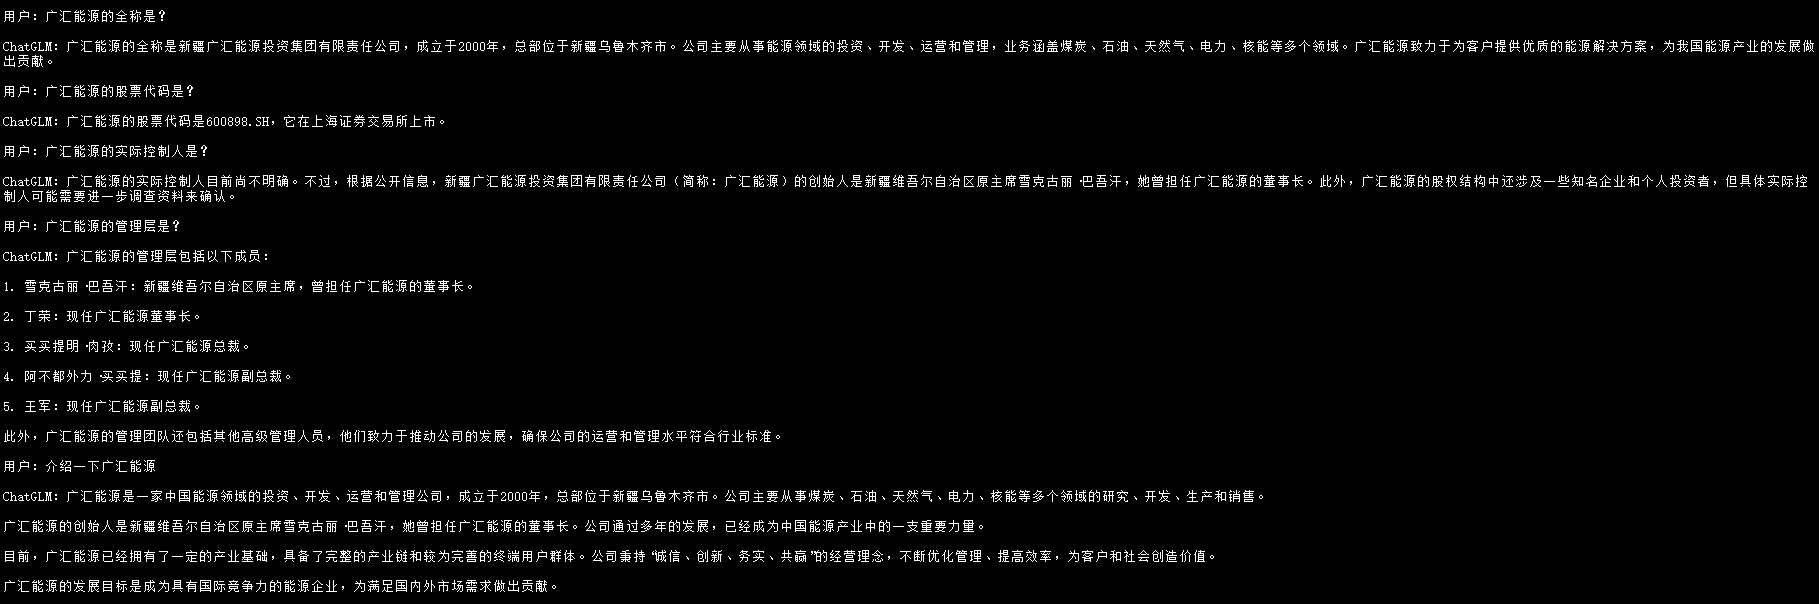 用户: 广汇能源的全称是?
ChatGLM: 广汇能源的全称是新疆广汇能源投资集团有限责任公司, 成立于2000年, 总部位于新疆乌鲁木齐市。公司主要从事能源领域的投资、开发、运营和管理, 业务涵盖煤炭、石油、天然气、电力、核能等多个领域。广汇能源致力于为客户提供优质的能源解决方案, 为我国能源产业的发展做
出贡献。
用户: 广汇能源的股票代码是?
ChatGLM: 广汇能源的股票代码是600898.SH, 它在上海证券交易所上市。
用户: 广汇能源的实际控制人是?
ChatGLM: 广汇能源的实际控制人目前尚不明确。不过, 根据公开信息, 新疆广汇能源投资集团有限责任公司 (简称: 广汇能源) 的创始人是新疆维吾尔自治区原主席雪克古丽·巴吾汗, 她曾担任广汇能源的董事长。此外, 广汇能源的股权结构中还涉及一些知名企业和个人投资者, 但具体实际控
制人可能需要进一步调查资料来确认。
用户: 广汇能源的管理层是?
ChatGLM: 广汇能源的管理层包括以下成员:
1. 雪克古丽·巴吾汗: 新疆维吾尔自治区原主席, 曾担任广汇能源的董事长。
2. 丁荣: 现任广汇能源董事长。
3. 买买提明·肉孜: 现任广汇能源总裁。
4. 阿不都外力·买买提: 现任广汇能源副总裁。
5. 王军: 现任广汇能源副总裁。
此外, 广汇能源的管理团队还包括其他高级管理人员, 他们致力于推动公司的发展, 确保公司的运营和管理水平符合行业标准。
用户: 介绍一下广汇能源
ChatGLM: 广汇能源是一家中国能源领域的投资、开发、运营和管理公司, 成立于2000年, 总部位于新疆乌鲁木齐市。公司主要从事煤炭、石油、天然气、电力、核能等多个领域的研究、开发、生产和销售。
广汇能源的创始人是新疆维吾尔自治区原主席雪克古丽·巴吾汗, 她曾担任广汇能源的董事长。公司通过多年的发展, 已经成为中国能源产业中的一支重要力量。
目前, 广汇能源已经拥有了一定的产业基础, 具备了完整的产业链和较为完善的终端用户群体。公司秉持“诚信、创新、务实、共赢”的经营理念, 不断优化管理、提高效率, 为客户和社会创造价值。
广汇能源的发展目标是成为具有国际竞争力的能源企业, 为满足国内外市场需求做出贡献。